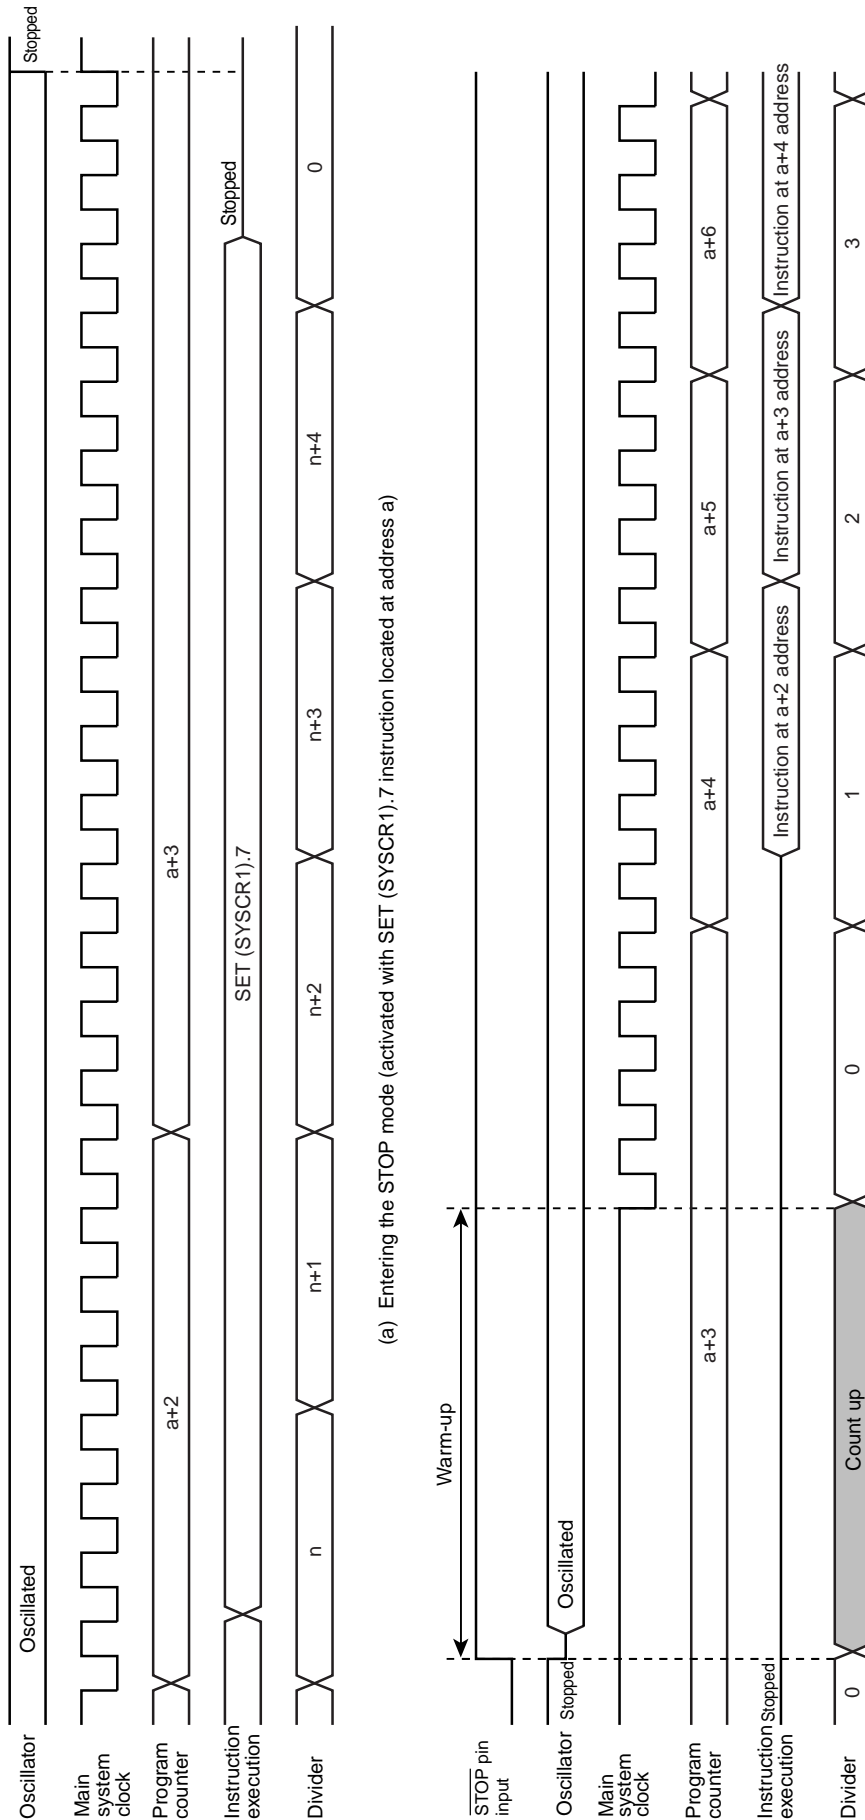 Oscillator
Oscillated
Stopped
Main
system
clock
Program
counter
a+2
a+3
Instruction
execution
SET (SYSCR1).7
Stopped
Divider
n
n+1
n+2
n+3
n+4
0
(a) Entering the STOP mode (activated with SET (SYSCR1).7 instruction located at address a)
Warm-up
STOP pin
input
Oscillator
Stopped
Oscillated
Main
system
clock
Program
counter
a+3
a+4
a+5
a+6
Instruction
execution
Stopped
Instruction at a+2 address
Instruction at a+3 address
Instruction at a+4 address
Divider
0
Count up
0
1
2
3